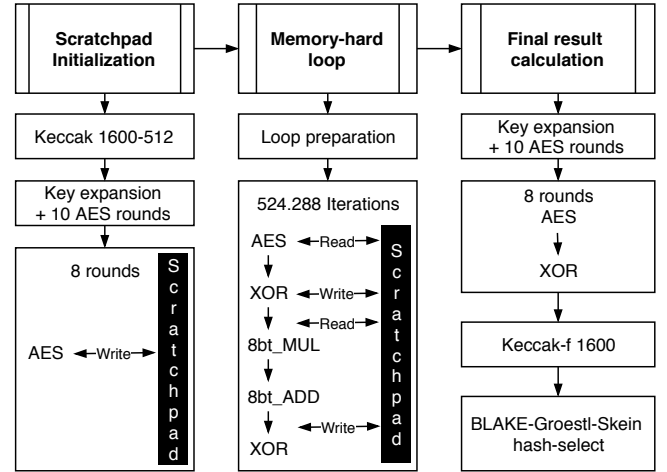 Scratchpad
Initialization
Keccak 1600-512
Key expansion
+ 10 AES rounds
8 rounds
AES
Write
Scratchpad
Memory-hard
loop
Loop preparation
524.288 Iterations
AES
Read
XOR
Write
Read
8bt_MUL
8bt_ADD
Write
XOR
Scratchpad
Final result
calculation
Key expansion
+ 10 AES rounds
8 rounds
AES
XOR
Keccak-f 1600
BLAKE-Groestl-Skein
hash-select